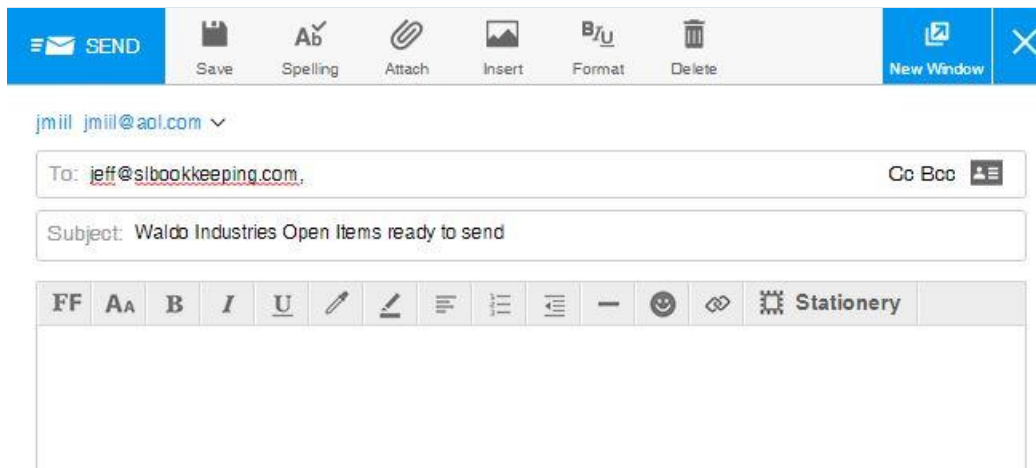 SEND Save Spelling Attach Insert Format Delete New Window
jmiil jmiil@aol.com
To: jeff@slbookkeeping.com, Cc Bcc
Subject: Waldo Industries Open Items ready to send
FF AA B I U Stationery